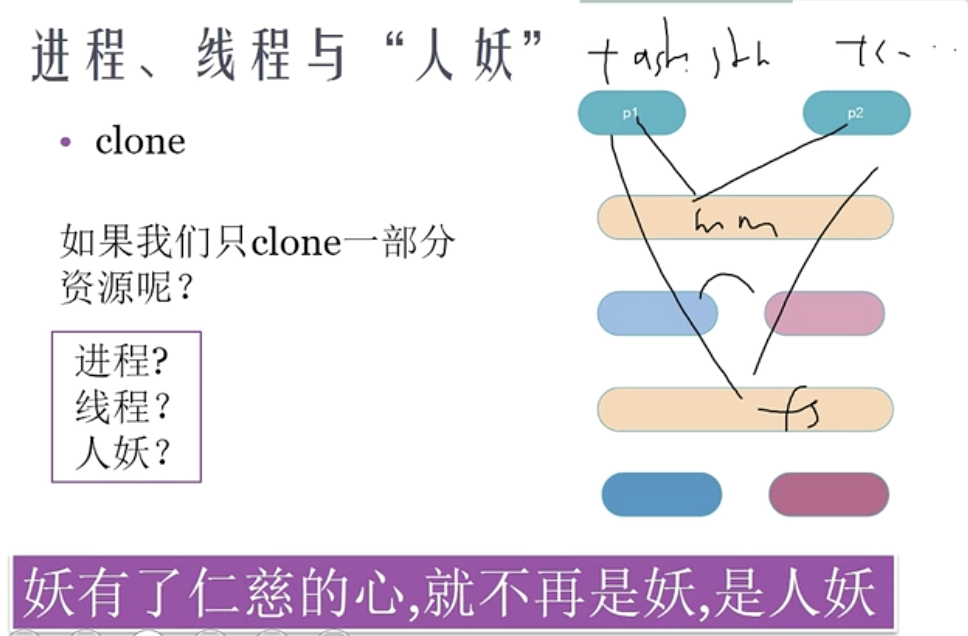 进程、线程与“人妖”
• clone
如果我们只clone一部分
资源呢？
进程?
线程？
人妖？
p1
p2
mm
fs
妖有了仁慈的心,就不再是妖,是人妖